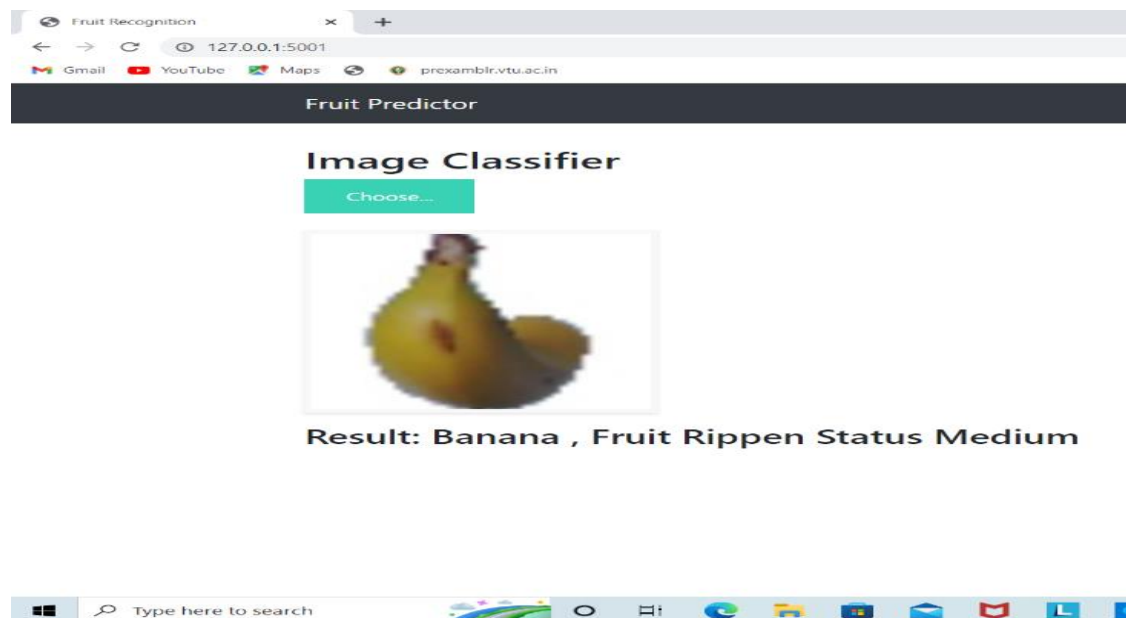 Fruit Recognition
127.0.0.1:5001
Gmail YouTube Maps prexamblr.vtu.ac.in
Fruit Predictor
Image Classifier
Choose...
Result: Banana , Fruit Rippen Status Medium
Type here to search
L